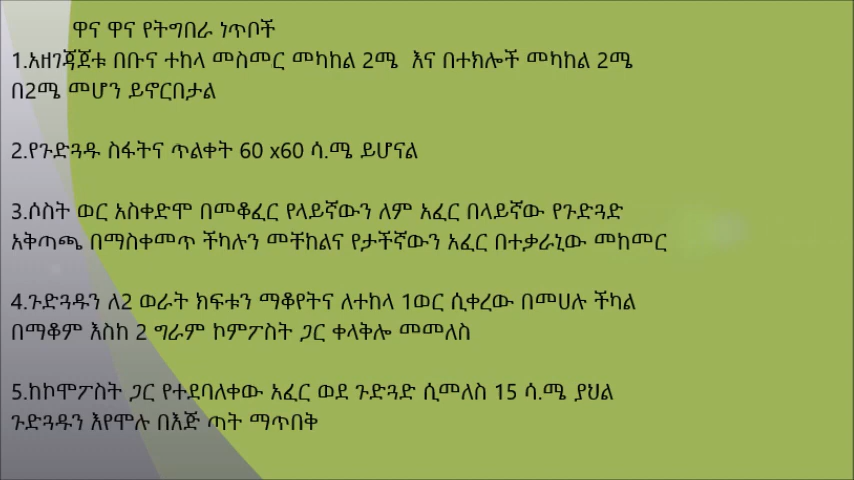 ዋና ዋና የትግበራ ነጥቦች
1.አዘገጃጀቱ በቡና ተከላ መስመር መካከል 2ሜ እና በተክሎች መካከል 2ሜ
በ2ሜ መሆን ይኖርበታል
2.የጉድጓዱ ስፋትና ጥልቀት 60 x60 ሳ.ሜ ይሆናል
3.ሶስት ወር አስቀድሞ በመቆፈር የላይኛውን ለም አፈር በላይኛው የጉድጓድ
አቅጣጫ በማስቀመጥ ችካሉን መቸከልና የታችኛውን አፈር በተቃራኒው መከመር
4.ጉድጓዱን ለ2 ወራት ክፍቱን ማቆየትና ለተከላ 1ወር ሲቀረው በመሀሉ ችካል
በማቆም እስከ 2 ግራም ኮምፖስት ጋር ቀላቅሎ መመለስ
5.ከኮሞፖስት ጋር የተደባለቀው አፈር ወደ ጉድጓድ ሲመለስ 15 ሳ.ሜ ያህል
ጉድጓዱን እየሞሉ በእጅ ጣት ማጥበቅ